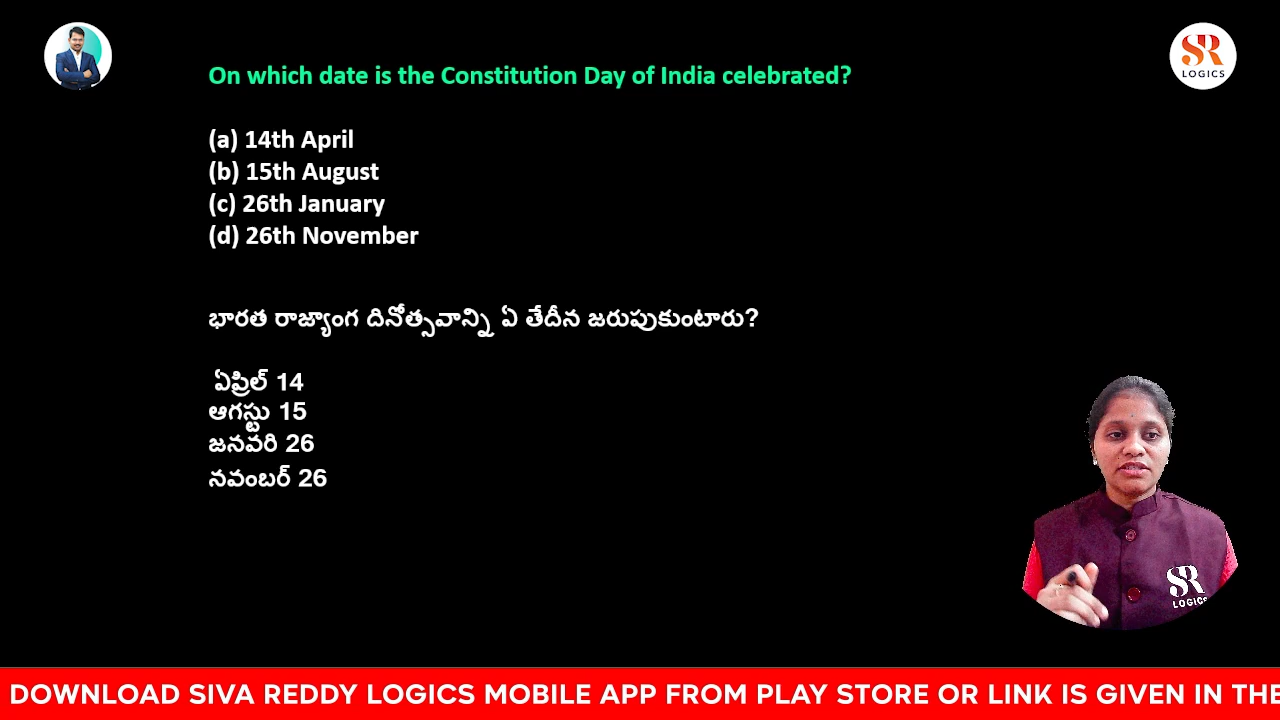 SR
LOGICS
On which date is the Constitution Day of India celebrated?
(a) 14th April
(b) 15th August
(c) 26th January
(d) 26th November
భారత రాజ్యాంగ దినోత్సవాన్ని ఏ తేదీన జరుపుకుంటారు?
ఏప్రిల్ 14
ఆగస్టు 15
జనవరి 26
నవంబర్ 26
SR
LOGICS
DOWNLOAD SIVA REDDY LOGICS MOBILE APP FROM PLAY STORE OR LINK IS GIVEN IN THE